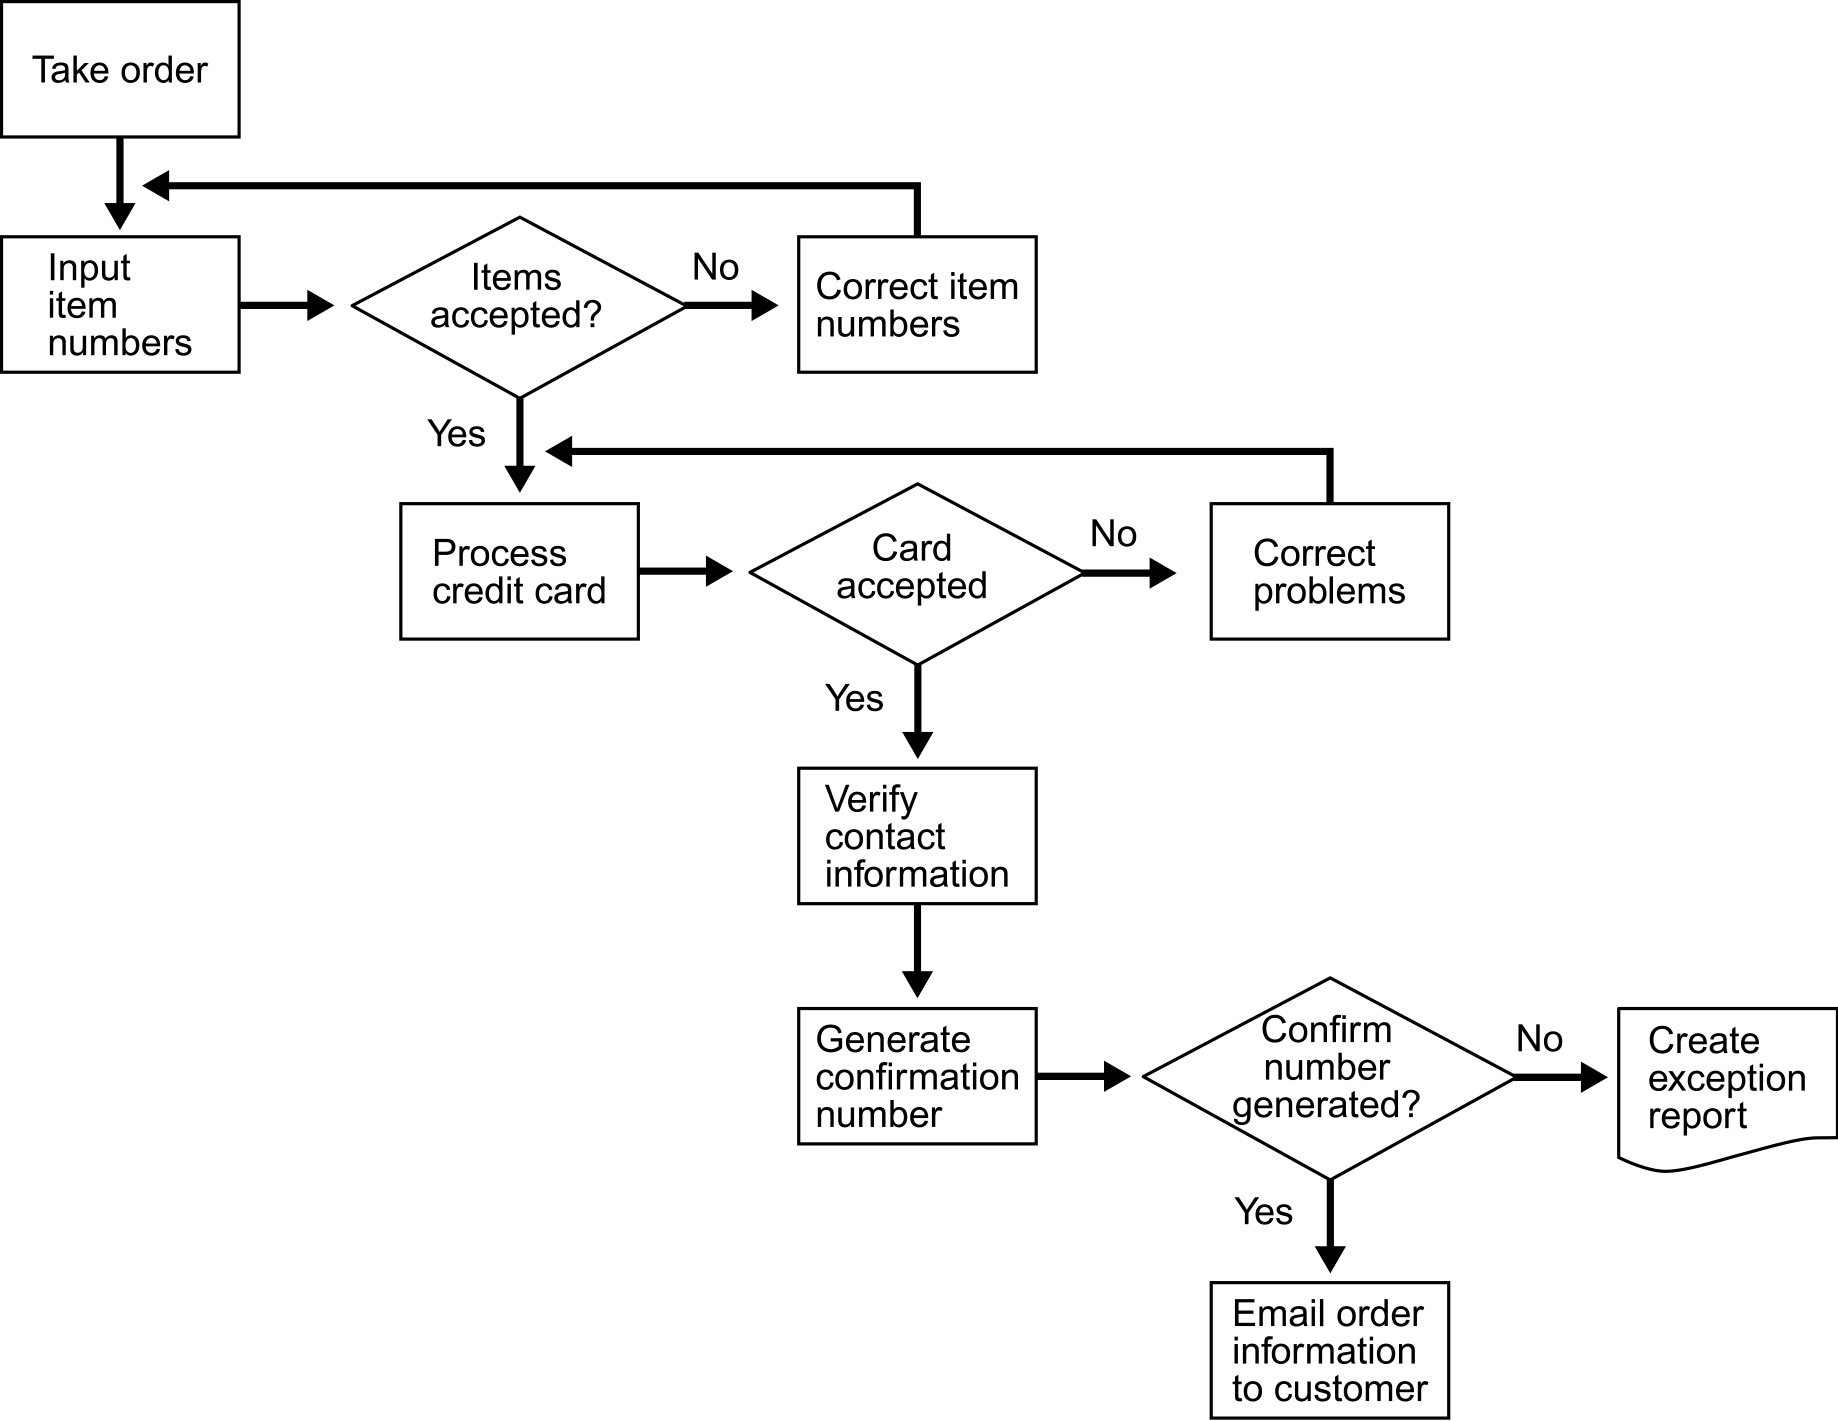 Take order
Input
item
numbers
Items
accepted?
No
Correct item
numbers
Yes
Process
credit card
Card
accepted
No
Correct
problems
Yes
Verify
contact
information
Generate
confirmation
number
Confirm
number
generated?
No
Create
exception
report
Yes
Email order
information
to customer